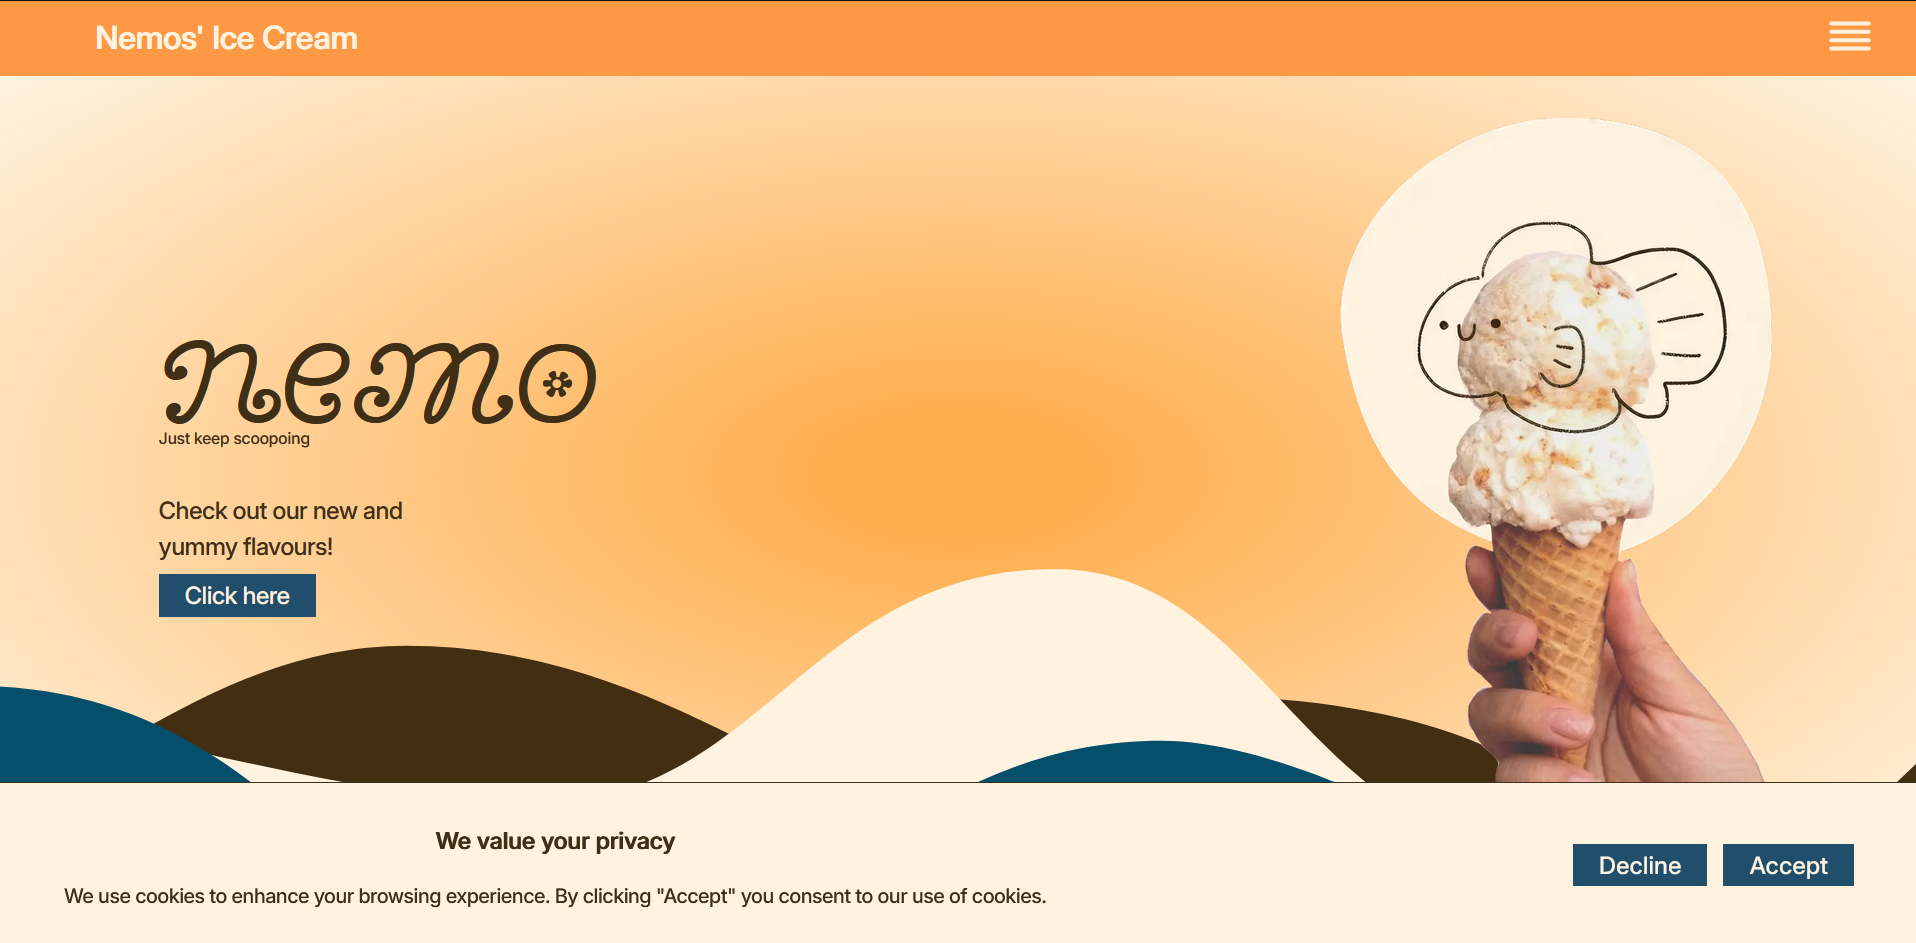 Nemos' Ice Cream
nemo
Just keep scoopoing
Check out our new and
yummy flavours!
Click here
We value your privacy
We use cookies to enhance your browsing experience. By clicking "Accept" you consent to our use of cookies.
Decline
Accept